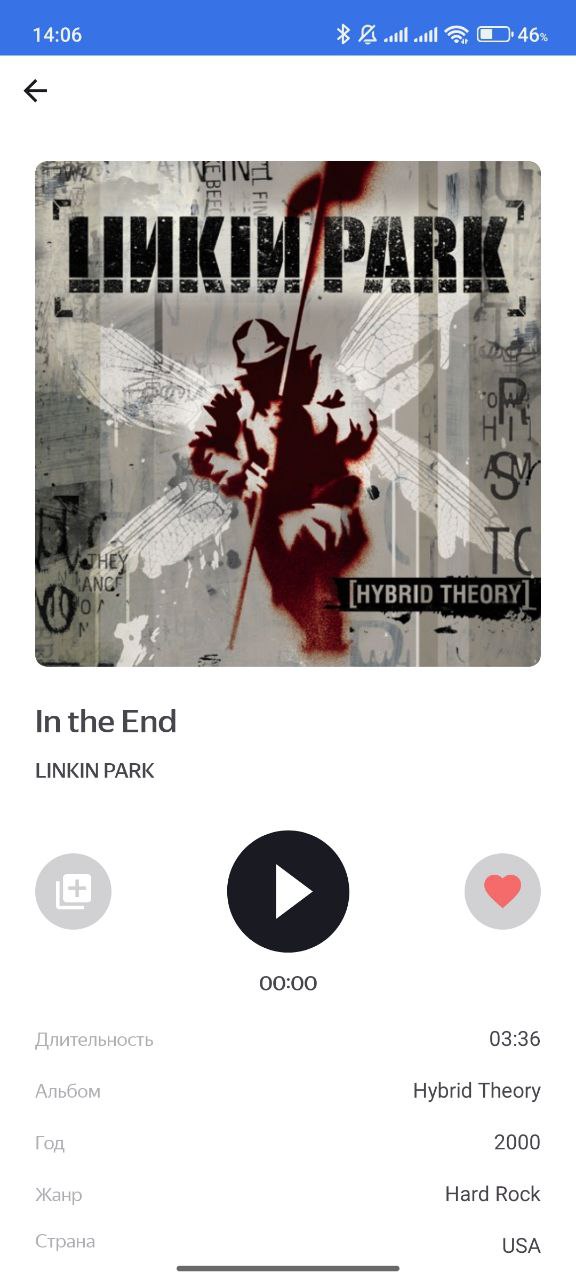 14:06
46%
LINKIN PARK
THEY
[HYBRID THEORY]
In the End
LINKIN PARK
00:00
Длительность 03:36
Альбом Hybrid Theory
Год 2000
Жанр Hard Rock
Страна USA